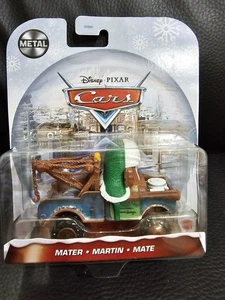 METAL
Disney • PIXAR
Cars
MATER • MARTIN • MATE